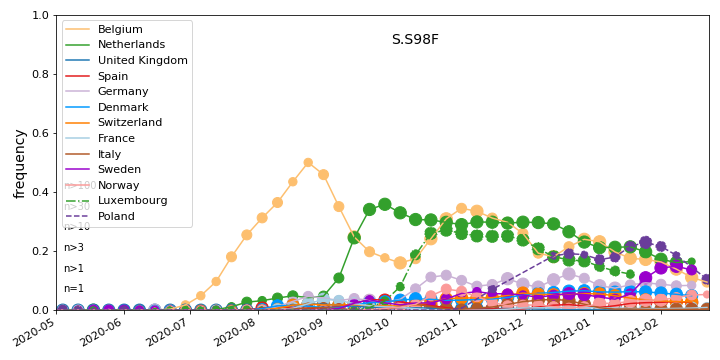 S.S98F
frequency
1.0
0.8
0.6
0.4
0.2
0.0
Belgium
Netherlands
United Kingdom
Spain
Germany
Denmark
Switzerland
France
Italy
Sweden
Norway
Luxembourg
Poland
n>100
n>30
n>10
n>3
n>1
n=1
2020-05
2020-06
2020-07
2020-08
2020-09
2020-10
2020-11
2020-12
2021-01
2021-02